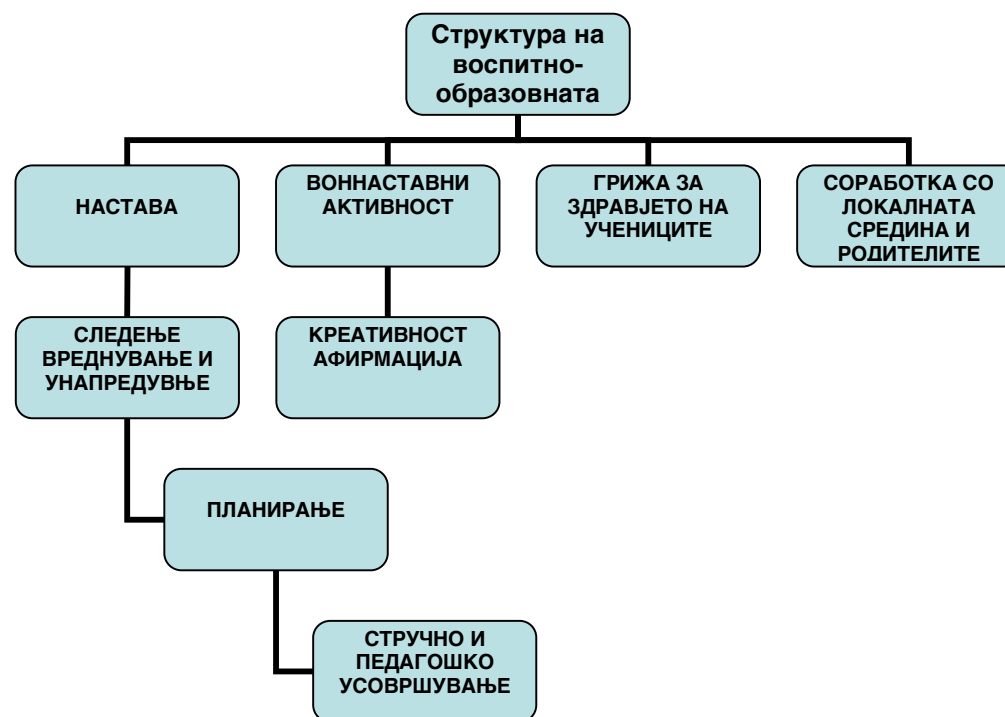 Структура на
воспитно-
образовната
НАСТАВА
ВОННАСТАВНИ
АКТИВНОСТ
ГРИЖА ЗА
ЗДРАВЈЕТО НА
УЧЕНИЦИТЕ
СОРАБОТКА СО
ЛОКАЛНАТА
СРЕДИНА И
РОДИТЕЛИТЕ
СЛЕДЕЊЕ
ВРЕДНУВАЊЕ И
УНАПРЕДУВЊЕ
КРЕАТИВНОСТ
АФИРМАЦИЈА
ПЛАНИРАЊЕ
СТРУЧНО И
ПЕДАГОШКО
УСОВРШУВАЊЕ